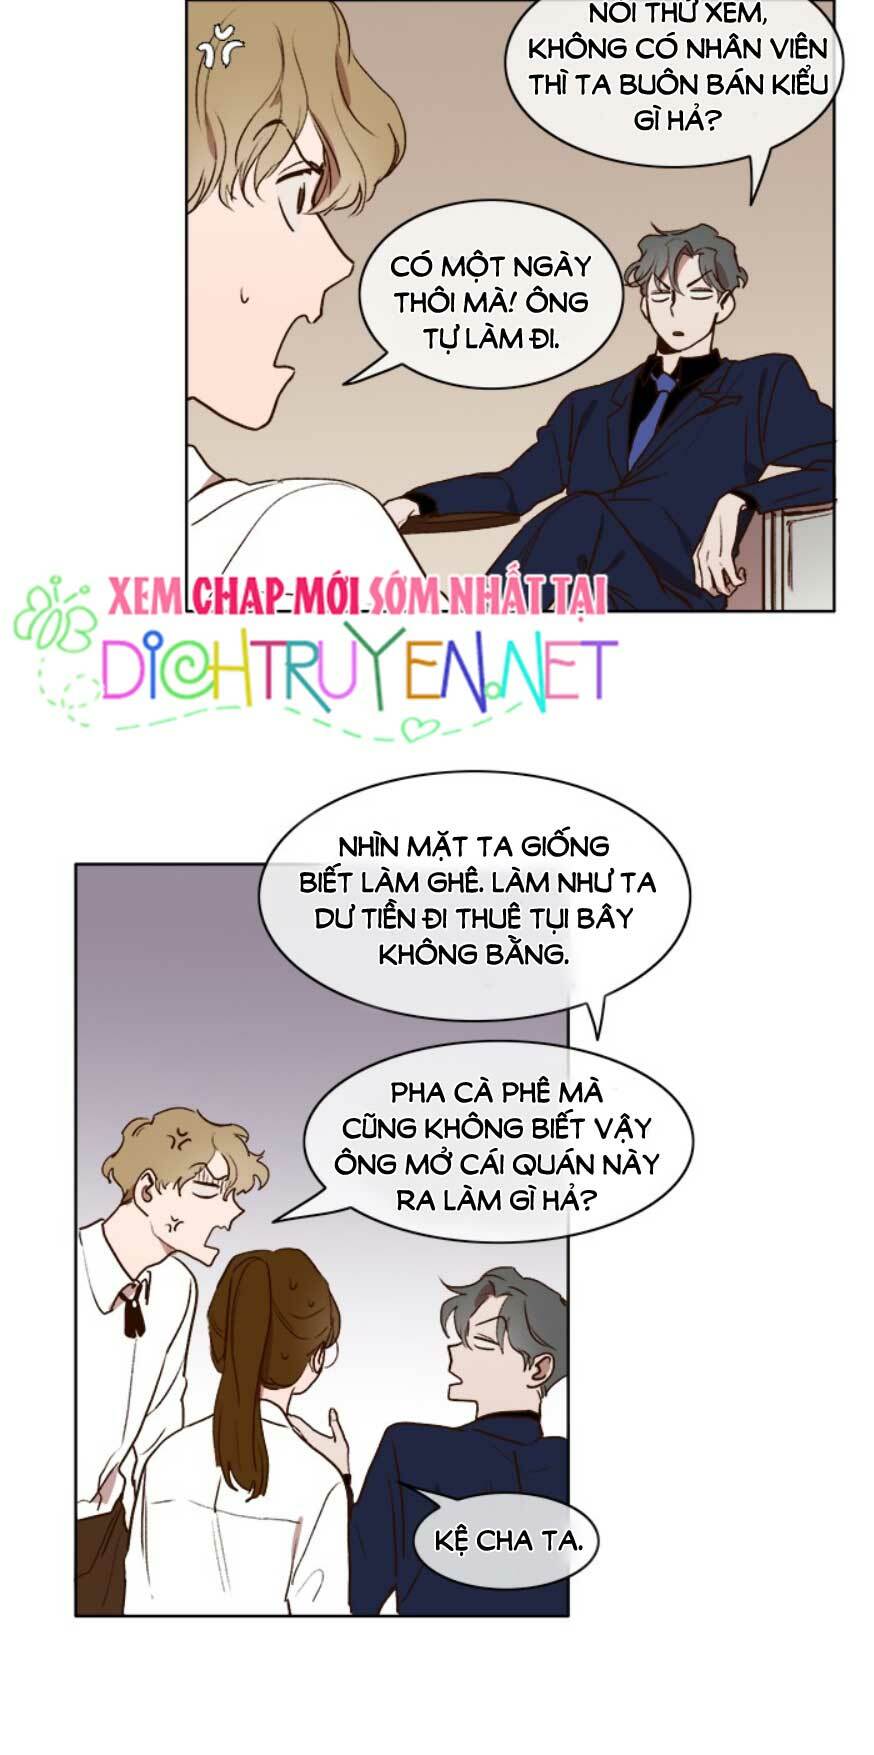 NÓI THỬ XEM,
KHÔNG CÓ NHÂN VIÊN
THÌ TA BUÔN BÁN KIỂU
GÌ HẢ?
CÓ MỘT NGÀY
THÔI MÀ! ÔNG
TỰ LÀM ĐI.
XEM CHAP MỚI SỚM NHẤT TẠI
DICHTRUYEN.NET
NHÌN MẶT TA GIỐNG
BIẾT LÀM GHÊ. LÀM NHƯ TA
DƯ TIỀN ĐI THUÊ TỤI BÂY
KHÔNG BẰNG.
PHA CÀ PHÊ MÀ
CŨNG KHÔNG BIẾT VẬY
ÔNG MỞ CÁI QUÁN NÀY
RA LÀM GÌ HẢ?
KỆ CHA TA.